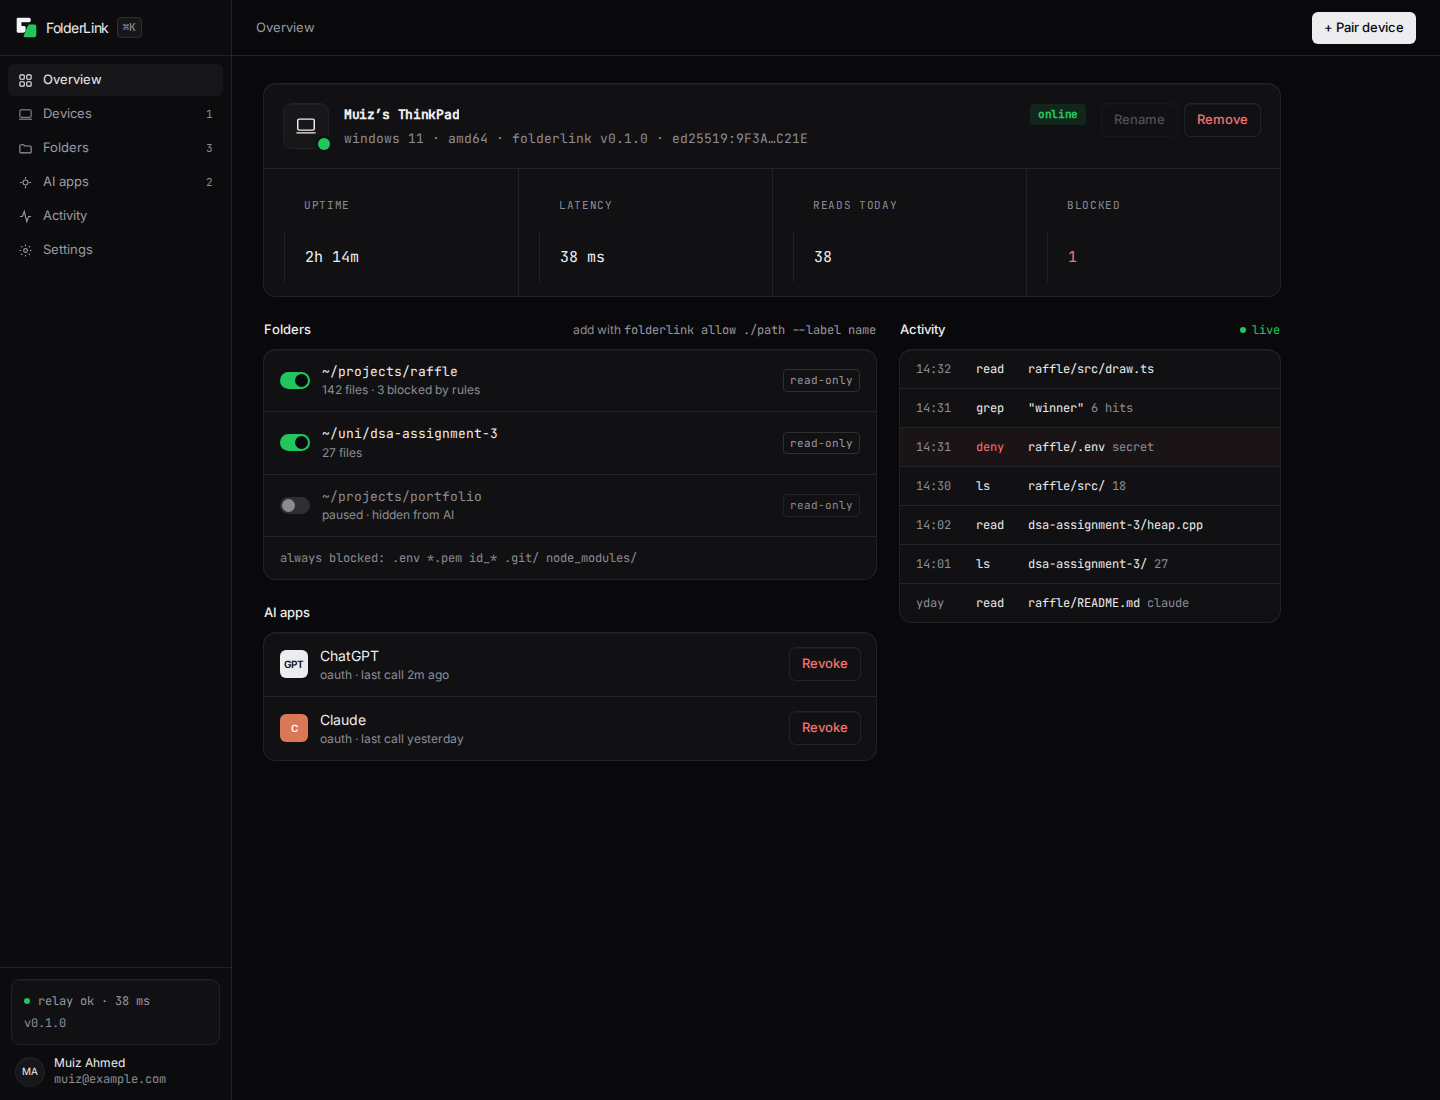 FolderLink ⌘K
Overview
+ Pair device
Overview
Devices 1
Folders 3
AI apps 2
Activity
Settings
Muiz’s ThinkPad
windows 11 · amd64 · folderlink v0.1.0 · ed25519:9F3A…C21E
online
Rename
Remove
UPTIME
2h 14m
LATENCY
38 ms
READS TODAY
38
BLOCKED
1
Folders
add with folderlink allow ./path --label name
~/projects/raffle
142 files · 3 blocked by rules
read-only
~/uni/dsa-assignment-3
27 files
read-only
~/projects/portfolio
paused · hidden from AI
read-only
always blocked: .env *.pem id_* .git/ node_modules/
AI apps
GPT
ChatGPT
oauth · last call 2m ago
Revoke
C
Claude
oauth · last call yesterday
Revoke
Activity
live
14:32 read raffle/src/draw.ts
14:31 grep "winner" 6 hits
14:31 deny raffle/.env secret
14:30 ls raffle/src/ 18
14:02 read dsa-assignment-3/heap.cpp
14:01 ls dsa-assignment-3/ 27
yday read raffle/README.md claude
relay ok · 38 ms
v0.1.0
MA
Muiz Ahmed
muiz@example.com